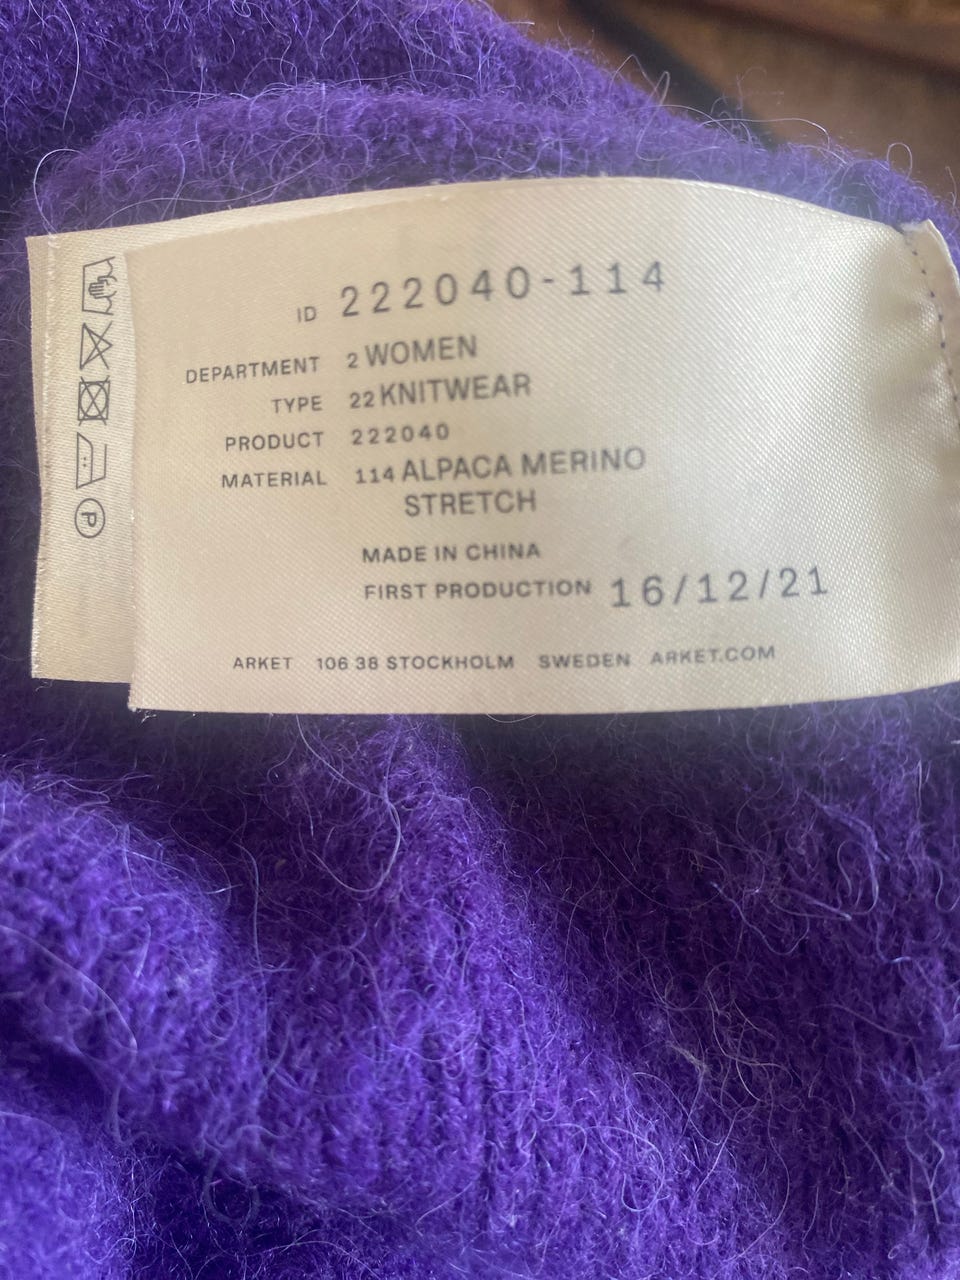 ID 222040-114
DEPARTMENT 2 WOMEN
TYPE 22 KNITWEAR
PRODUCT 222040
MATERIAL 114 ALPACA MERINO
STRETCH
MADE IN CHINA
FIRST PRODUCTION 16/12/21
ARKET 106 38 STOCKHOLM SWEDEN ARKET.COM
P